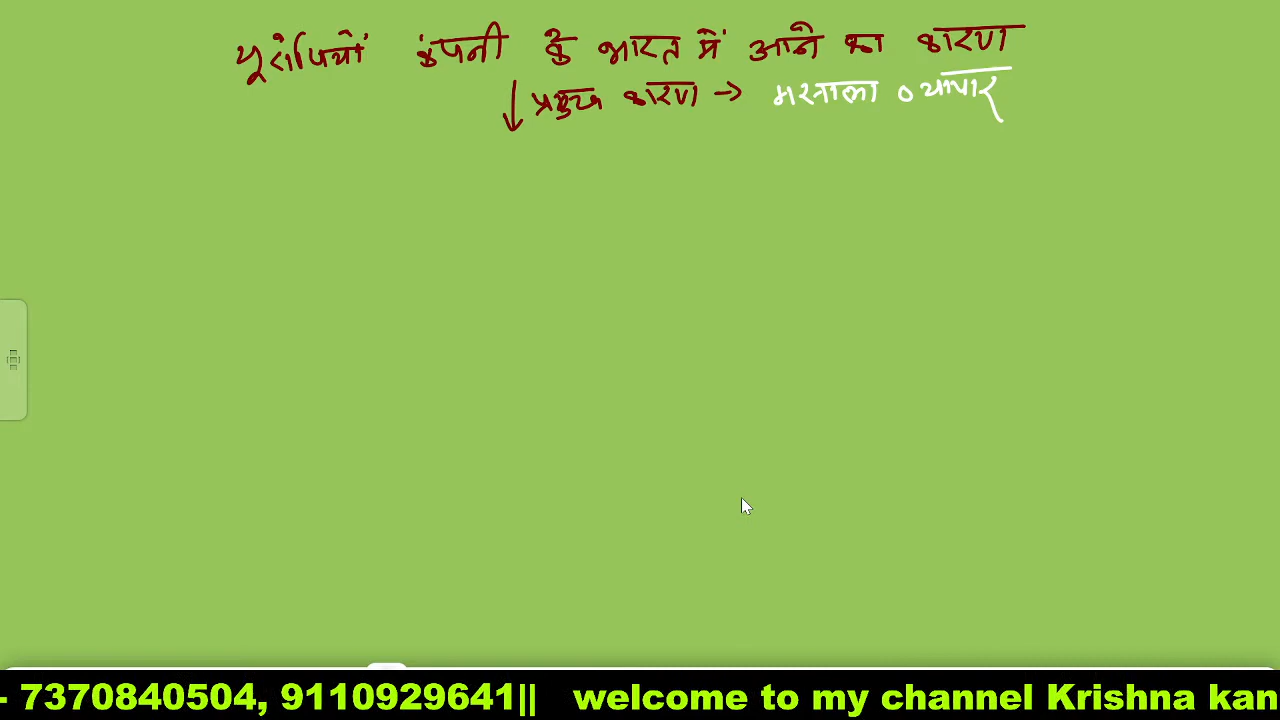 यूरोपियों कंपनी के भारत में आने का कारण
↓ प्रमुख कारण → मसाला व्यापार
- 7370840504, 9110929641|| welcome to my channel Krishna kan